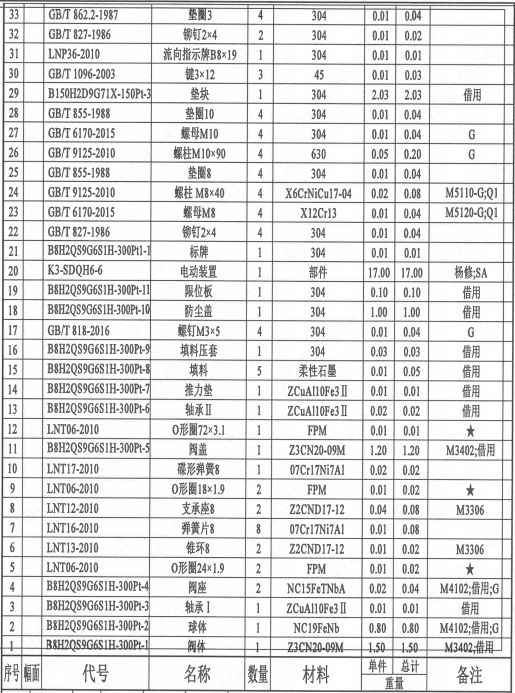 33 GB/T 862.2-1987 垫圈3 4 304 0.01 0.04
32 GB/T 827-1986 铆钉2×4 2 304 0.01 0.02
31 LNP36-2010 流向指示牌B8×19 1 304 0.01 0.01
30 GB/T 1096-2003 键3×12 3 45 0.01 0.03
29 B150H2D9G71X-150Pt-3 垫块 1 304 2.03 2.03 借用
28 GB/T 855-1988 垫圈10 4 304 0.01 0.04
27 GB/T 6170-2015 螺母M10 4 304 0.01 0.04 G
26 GB/T 9125-2010 螺柱M10×90 4 630 0.05 0.20 G
25 GB/T 855-1988 垫圈8 4 304 0.01 0.04
24 GB/T 9125-2010 螺柱 M8×40 4 X6CrNiCu17-04 0.02 0.08 M5110-G;Q1
23 GB/T 6170-2015 螺母M8 4 X12Cr13 0.01 0.04 M5120-G;Q1
22 GB/T 827-1986 铆钉2×4 4 304 0.01 0.04
21 B8H2QS9G6S1H-300Pt1-1 标牌 1 304 0.01 0.01
20 K3-SDQH6-6 电动装置 1 部件 17.00 17.00 杨修;SA
19 B8H2QS9G6S1H-300Pt-11 限位板 1 304 0.10 0.10 借用
18 B8H2QS9G6S1H-300Pt-10 防尘盖 1 304 1.00 1.00 借用
17 GB/T 818-2016 螺钉M3×5 4 304 0.01 0.04 G
16 B8H2QS9G6S1H-300Pt-9 填料压套 1 304 0.03 0.03 借用
15 B8H2QS9G6S1H-300Pt-8 填料 5 柔性石墨 0.01 0.05 借用
14 B8H2QS9G6S1H-300Pt-7 推力垫 1 ZCuAl10Fe3Ⅱ 0.01 0.01 借用
13 B8H2QS9G6S1H-300Pt-6 轴承Ⅱ 1 ZCuAl10Fe3Ⅱ 0.02 0.02 借用
12 LNT06-2010 O形圈72×3.1 1 FPM 0.01 0.01 ★
11 B8H2QS9G6S1H-300Pt-5 阀盖 1 Z3CN20-09M 1.20 1.20 M3402;借用
10 LNT17-2010 碟形弹簧8 1 07Cr17Ni7Al 0.02 0.02
9 LNT06-2010 O形圈18×1.9 2 FPM 0.01 0.02 ★
8 LNT12-2010 支承座8 2 Z2CND17-12 0.04 0.08 M3306
7 LNT16-2010 弹簧片8 8 07Cr17Ni7Al 0.01 0.08
6 LNT13-2010 锥环8 2 Z2CND17-12 0.01 0.02 M3306
5 LNT06-2010 O形圈24×1.9 2 FPM 0.01 0.02 ★
4 B8H2QS9G6S1H-300Pt-4 阀座 2 NC15FeTNbA 0.02 0.04 M4102;借用;G
3 B8H2QS9G6S1H-300Pt-3 轴承Ⅰ 1 ZCuAl10Fe3Ⅱ 0.01 0.01 借用
2 B8H2QS9G6S1H-300Pt-2 球体 1 NC19FeNb 0.80 0.80 M4102;借用;G
1 B8H2QS9G6S1H-300Pt-1 阀体 1 Z3CN20-09M 1.50 1.50 M3402;借用
序号 幅面 代号 名称 数量 材料 单件 总计 备注
重量